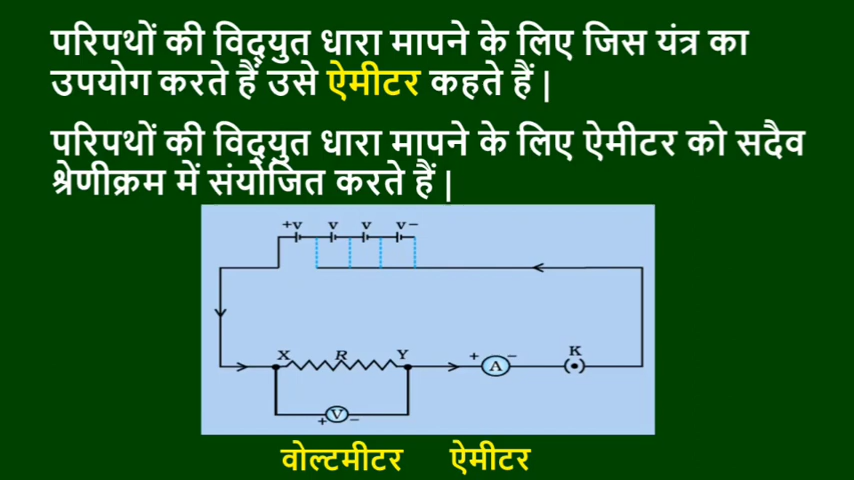 परिपथों की विद्युत धारा मापने के लिए जिस यंत्र का
उपयोग करते हैं उसे ऐमीटर कहते हैं |
परिपथों की विद्युत धारा मापने के लिए ऐमीटर को सदैव
श्रेणीक्रम में संयोजित करते हैं |
+v v v v−
X R Y + A − K
+ V −
वोल्टमीटर ऐमीटर